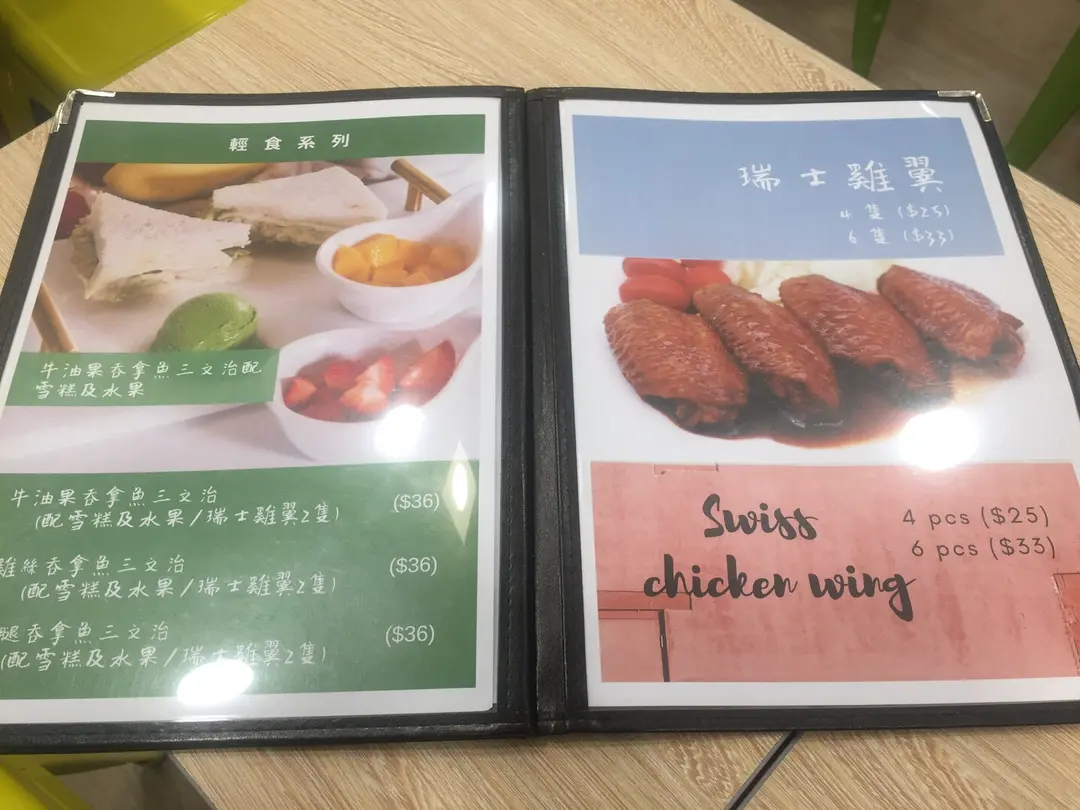 輕食系列
牛油果吞拿魚三文治配
雪糕及水果
牛油果吞拿魚三文治 ($36)
(配雪糕及水果/瑞士雞翼2隻)
雞絲吞拿魚三文治 ($36)
(配雪糕及水果/瑞士雞翼2隻)
腿吞拿魚三文治 ($36)
(配雪糕及水果/瑞士雞翼2隻)
瑞士雞翼
4 隻 ($25)
6 隻 ($33)
Swiss
chicken wing
4 pcs ($25)
6 pcs ($33)